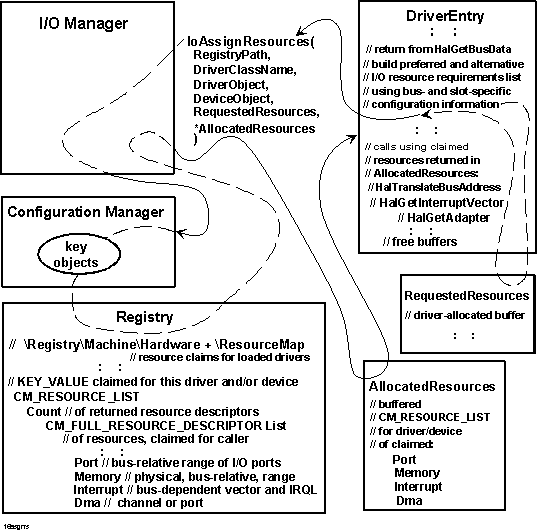 I/O Manager
IoAssignResources(
RegistryPath,
DriverClassName,
DriverObject,
DeviceObject,
RequestedResources,
*AllocatedResources
)
DriverEntry
: :
// return from HalGetBusData
// build preferred and alternative
// I/O resource requirements list
// using bus- and slot-specific
// configuration information
: :
// calls using claimed
// resources returned in
// AllocatedResources:
// HalTranslateBusAddress
// HalGetInterruptVector
// HalGetAdapter
: :
// free buffers
Configuration Manager
key
objects
RequestedResources
// driver-allocated buffer
: :
Registry
// \Registry\Machine\Hardware + \ResourceMap
// resource claims for loaded drivers
: :
// KEY_VALUE claimed for this driver and/or device
CM_RESOURCE_LIST
Count // of returned resource descriptors
CM_FULL_RESOURCE_DESCRIPTOR List
// of resources, claimed for caller
: :
Port // bus-relative range of I/O ports
Memory // physical, bus-relative, range
Interrupt // bus-dependent vector and IRQL
Dma // channel or port
AllocatedResources
// buffered
// CM_RESOURCE_LIST
// for driver/device
// of claimed:
Port
Memory
Interrupt
Dma